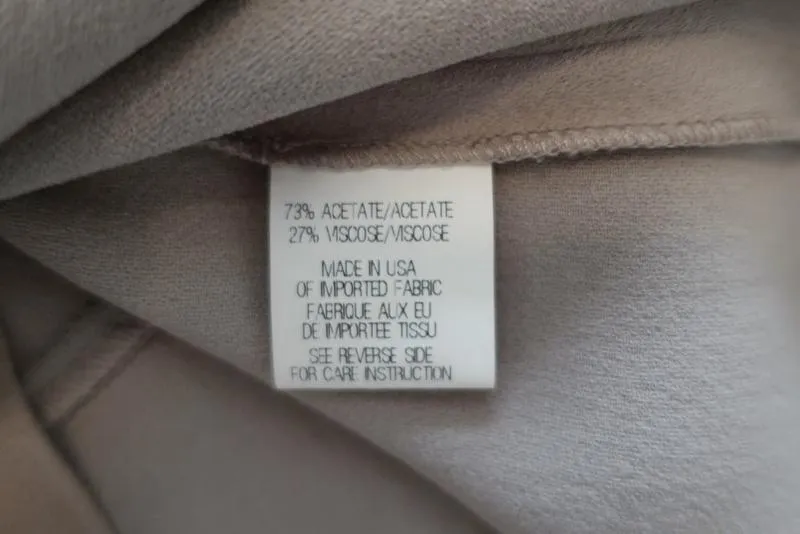 73% ACETATE/ACETATE
27% VISCOSE/VISCOSE
MADE IN USA
OF IMPORTED FABRIC
FABRIQUE AUX EU
DE IMPORTEE TISSU
SEE REVERSE SIDE
FOR CARE INSTRUCTION